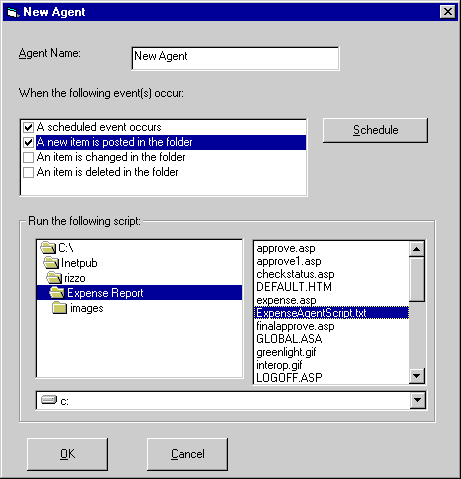 New Agent
Agent Name:
New Agent
When the following event(s) occur:
A scheduled event occurs
A new item is posted in the folder
An item is changed in the folder
An item is deleted in the folder
Schedule
Run the following script:
C:\
Inetpub
rizzo
Expense Report
images
approve.asp
approve1.asp
checkstatus.asp
DEFAULT.HTM
expense.asp
ExpenseAgentScript.txt
finalapprove.asp
GLOBAL.ASA
greenlight.gif
interop.gif
LOGOFF.ASP
c:
OK
Cancel